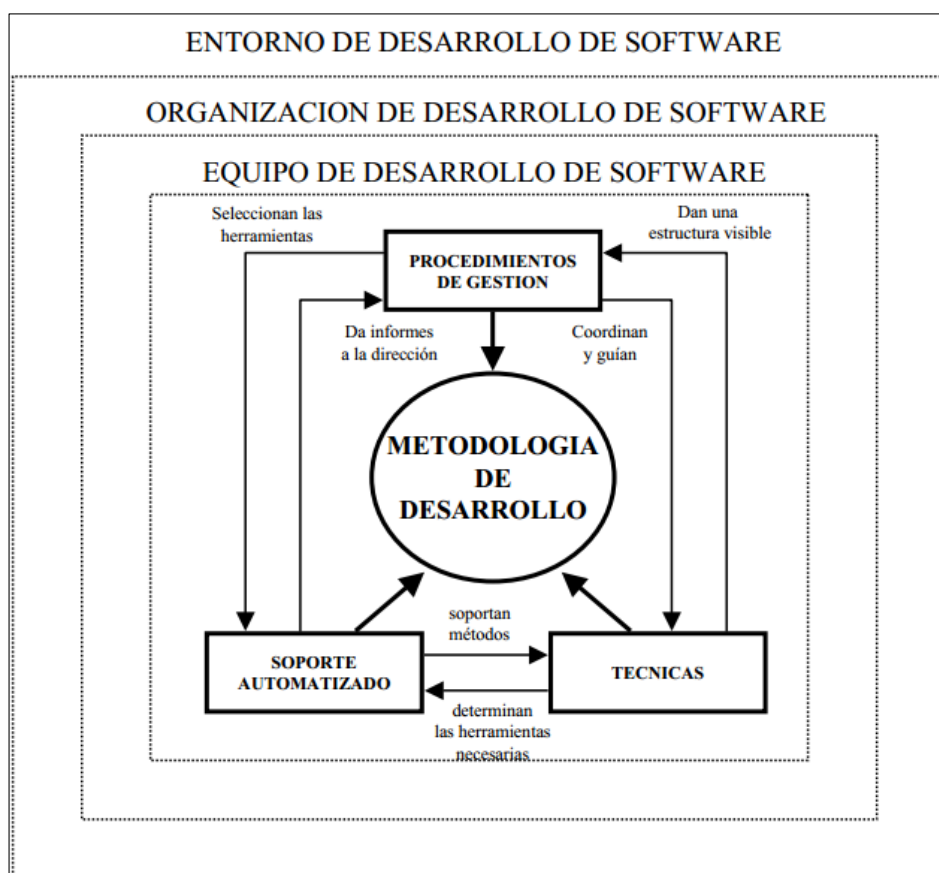 ENTORNO DE DESARROLLO DE SOFTWARE
ORGANIZACION DE DESARROLLO DE SOFTWARE
EQUIPO DE DESARROLLO DE SOFTWARE
Seleccionan las
herramientas
Dan una
estructura visible
PROCEDIMIENTOS
DE GESTION
Da informes
a la dirección
Coordinan
y guían
METODOLOGIA
DE
DESARROLLO
soportan
métodos
SOPORTE
AUTOMATIZADO
TECNICAS
determinan
las herramientas
necesarias